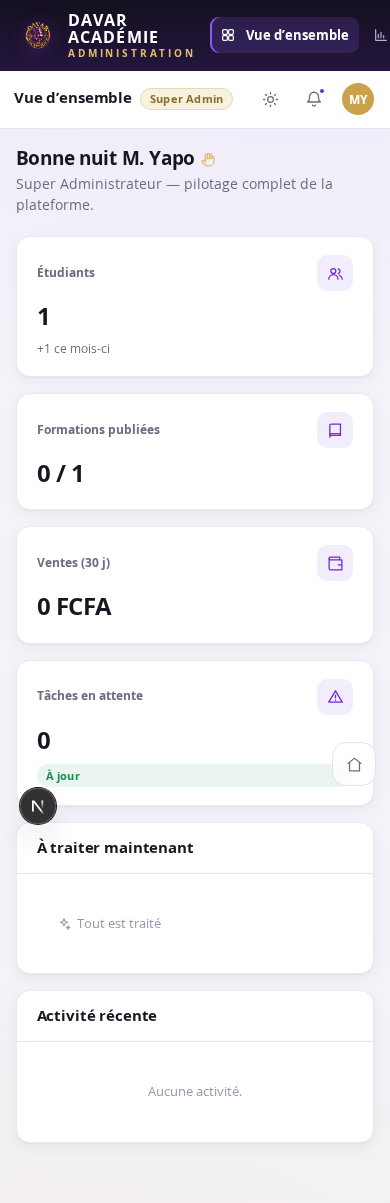 DAVAR
ACADÉMIE
ADMINISTRATION
Vue d’ensemble
Vue d’ensemble
Super Admin
MY
Bonne nuit M. Yapo
Super Administrateur — pilotage complet de la
plateforme.
Étudiants
1
+1 ce mois-ci
Formations publiées
0 / 1
Ventes (30 j)
0 FCFA
Tâches en attente
0
À jour
N
À traiter maintenant
Tout est traité
Activité récente
Aucune activité.